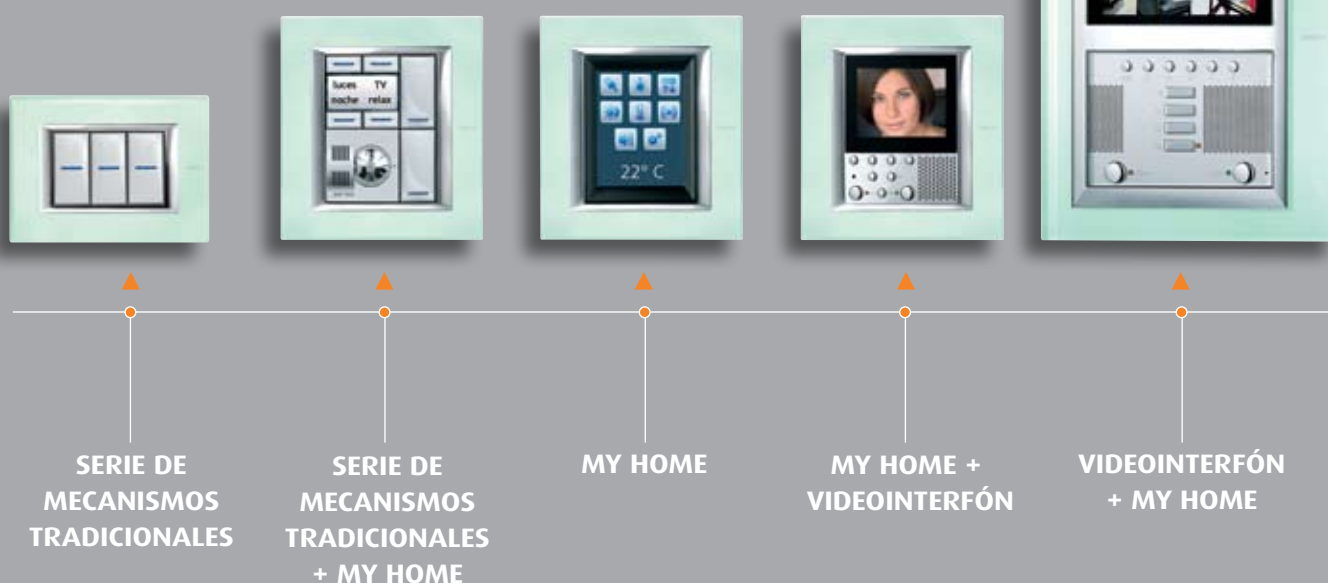 luces TV
noche relax
22° C
SERIE DE
MECANISMOS
TRADICIONALES
SERIE DE
MECANISMOS
TRADICIONALES
+ MY HOME
MY HOME
MY HOME +
VIDEOINTERFÓN
VIDEOINTERFÓN
+ MY HOME